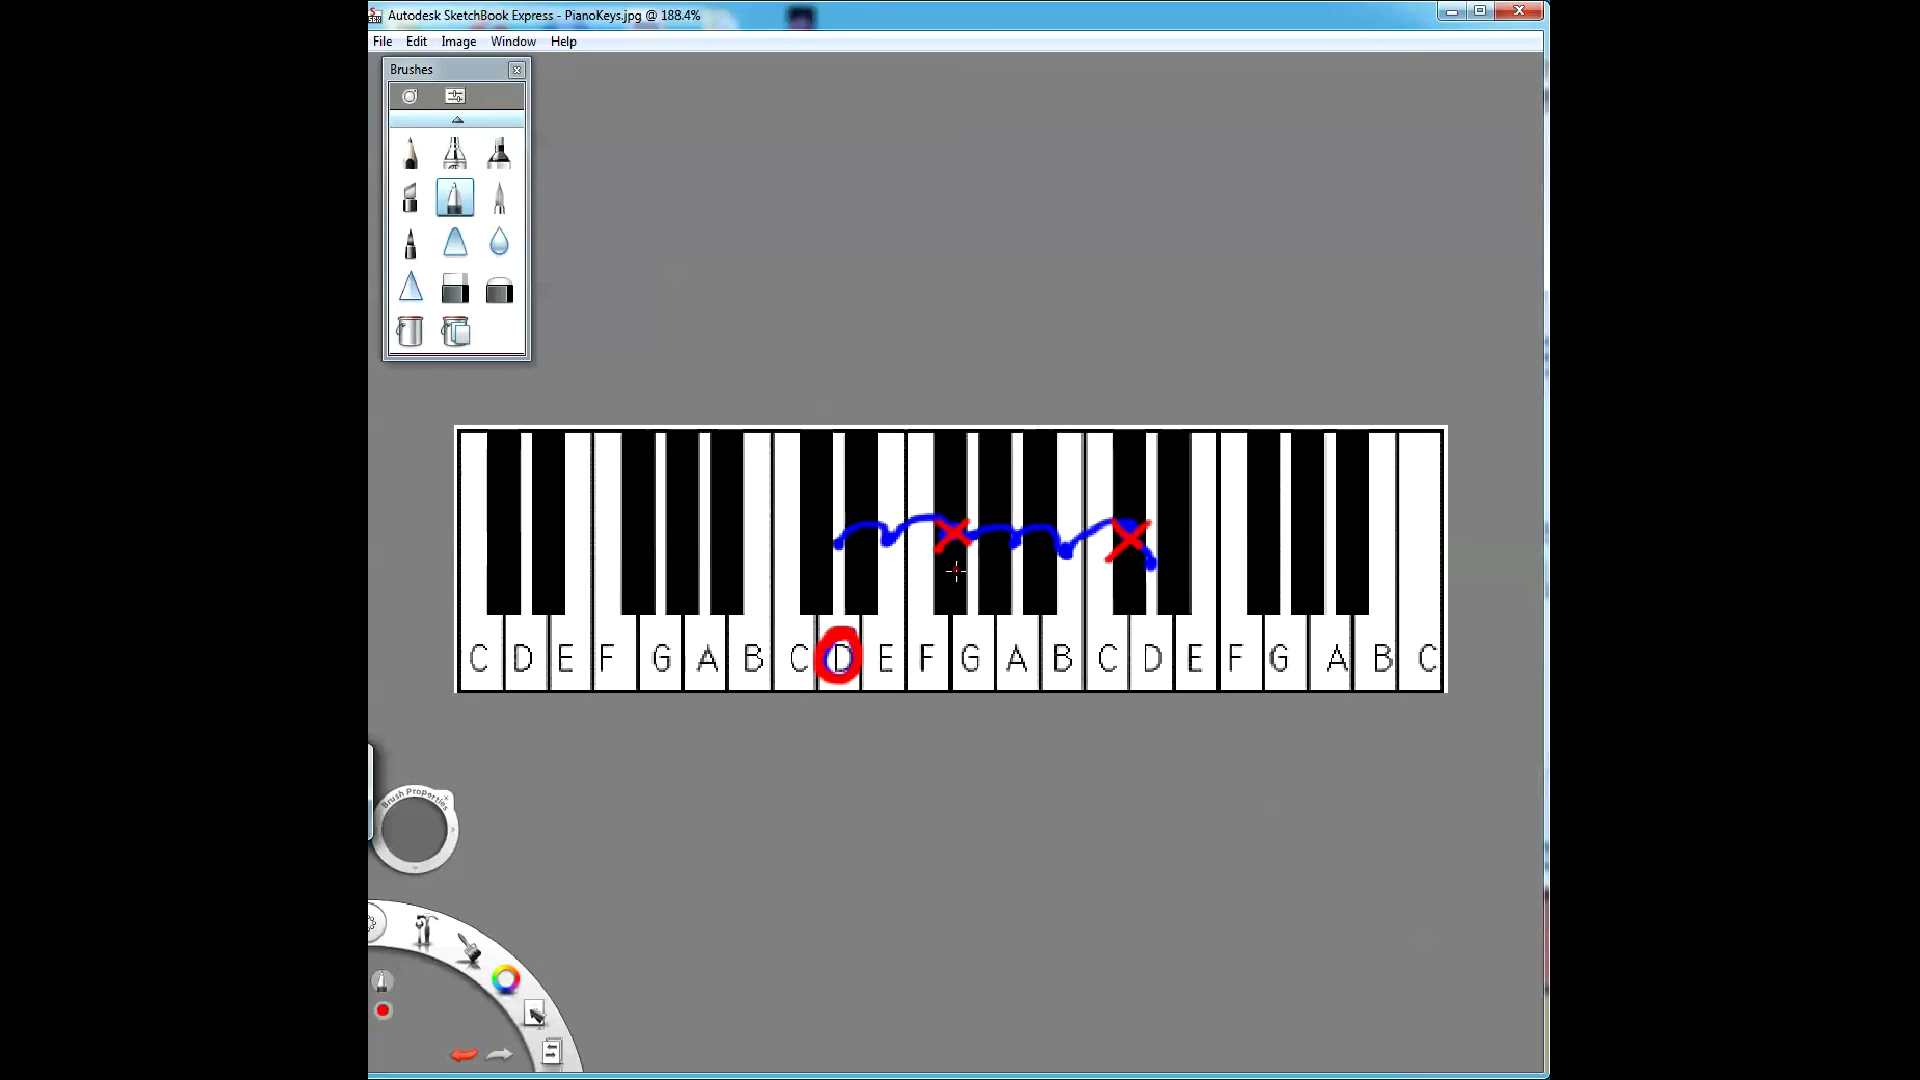 Autodesk SketchBook Express - PianoKeys.jpg @ 188.4%
File Edit Image Window Help
Brushes
C D E F G A B C D E F G A B C D E F G A B C
Brush Properties